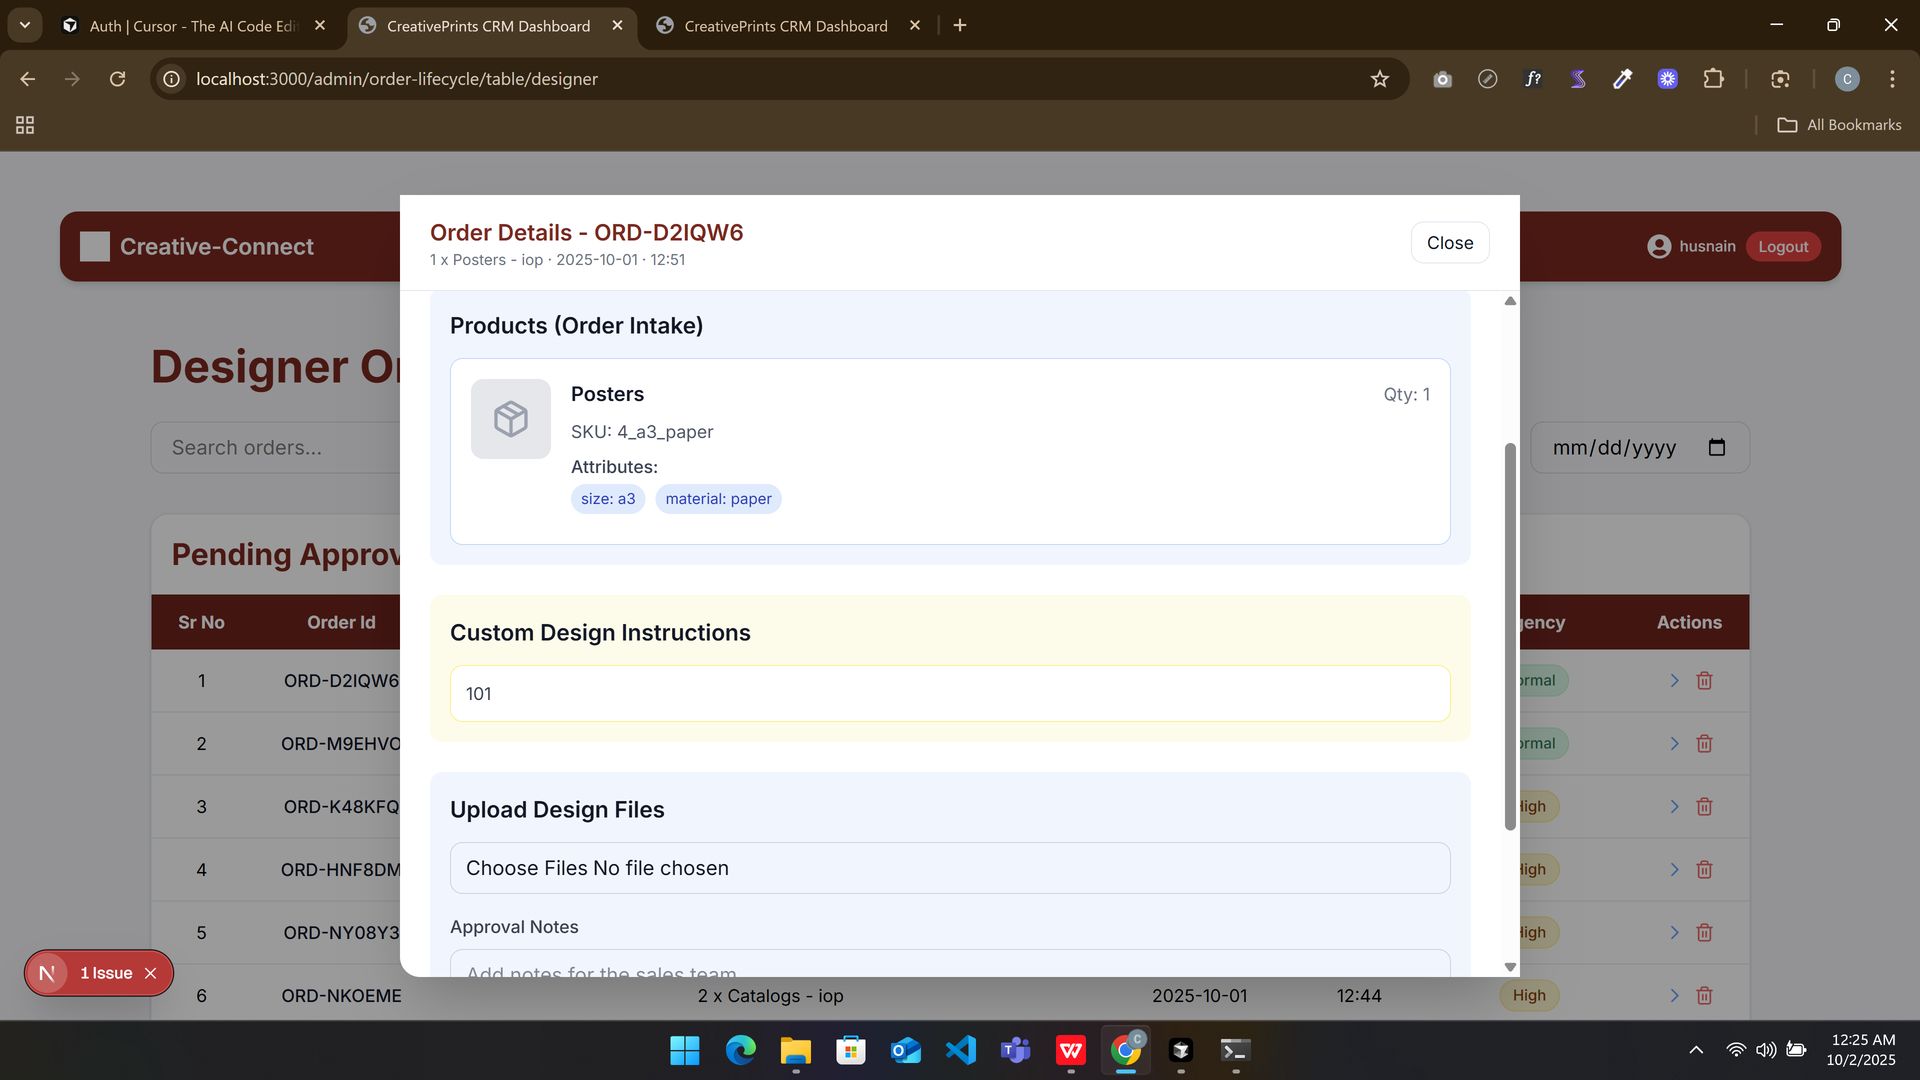 Auth | Cursor - The AI Code Edi
CreativePrints CRM Dashboard
CreativePrints CRM Dashboard
localhost:3000/admin/order-lifecycle/table/designer
f?
C
All Bookmarks
Creative-Connect
husnain
Logout
Order Details - ORD-D2IQW6
1 x Posters - iop · 2025-10-01 · 12:51
Close
Designer Or
Search orders...
mm/dd/yyyy
Products (Order Intake)
Posters
Qty: 1
SKU: 4_a3_paper
Attributes:
size: a3
material: paper
Pending Approv
Sr No
Order Id
gency
Actions
1
ORD-D2IQW6
ormal
2
ORD-M9EHVO
ormal
3
ORD-K48KFQ
High
4
ORD-HNF8DM
High
5
ORD-NY08Y3
High
6
ORD-NKOEME
2 x Catalogs - iop
2025-10-01
12:44
High
Custom Design Instructions
101
Upload Design Files
Choose Files No file chosen
Approval Notes
Add notes for the sales team
N
1 Issue
C
12:25 AM
10/2/2025